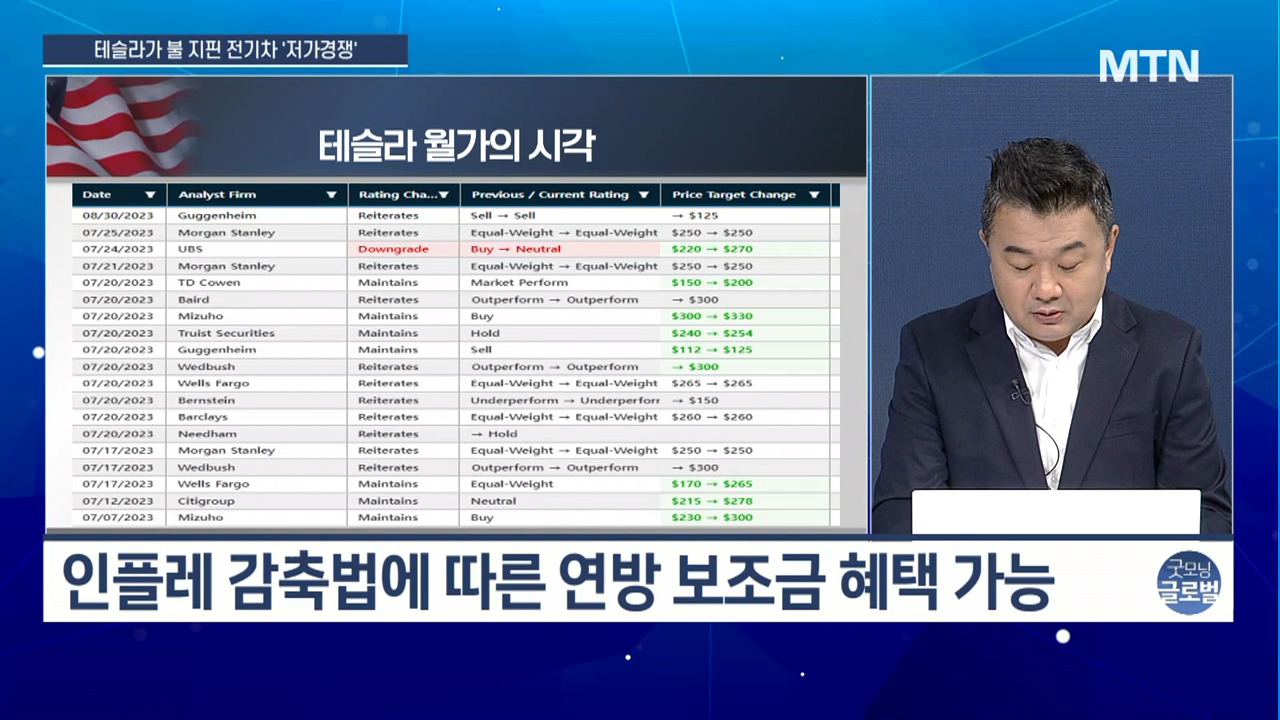 테슬라가 불 지핀 전기차 '저가경쟁'
MTN
테슬라 월가의 시각
Date Analyst Firm Rating Cha... Previous / Current Rating Price Target Change
08/30/2023 Guggenheim Reiterates Sell → Sell → $125
07/25/2023 Morgan Stanley Reiterates Equal-Weight → Equal-Weight $250 → $250
07/24/2023 UBS Downgrade Buy → Neutral $220 → $270
07/21/2023 Morgan Stanley Reiterates Equal-Weight → Equal-Weight $250 → $250
07/20/2023 TD Cowen Maintains Market Perform $150 → $200
07/20/2023 Baird Reiterates Outperform → Outperform → $300
07/20/2023 Mizuho Maintains Buy $300 → $330
07/20/2023 Truist Securities Maintains Hold $240 → $254
07/20/2023 Guggenheim Maintains Sell $112 → $125
07/20/2023 Wedbush Reiterates Outperform → Outperform → $300
07/20/2023 Wells Fargo Reiterates Equal-Weight → Equal-Weight $265 → $265
07/20/2023 Bernstein Reiterates Underperform → Underperforr → $150
07/20/2023 Barclays Reiterates Equal-Weight → Equal-Weight $260 → $260
07/20/2023 Needham Reiterates → Hold
07/17/2023 Morgan Stanley Reiterates Equal-Weight → Equal-Weight $250 → $250
07/17/2023 Wedbush Reiterates Outperform → Outperform → $300
07/17/2023 Wells Fargo Maintains Equal-Weight $170 → $265
07/12/2023 Citigroup Maintains Neutral $215 → $278
07/07/2023 Mizuho Maintains Buy $230 → $300
인플레 감축법에 따른 연방 보조금 혜택 가능
굿모닝
글로벌